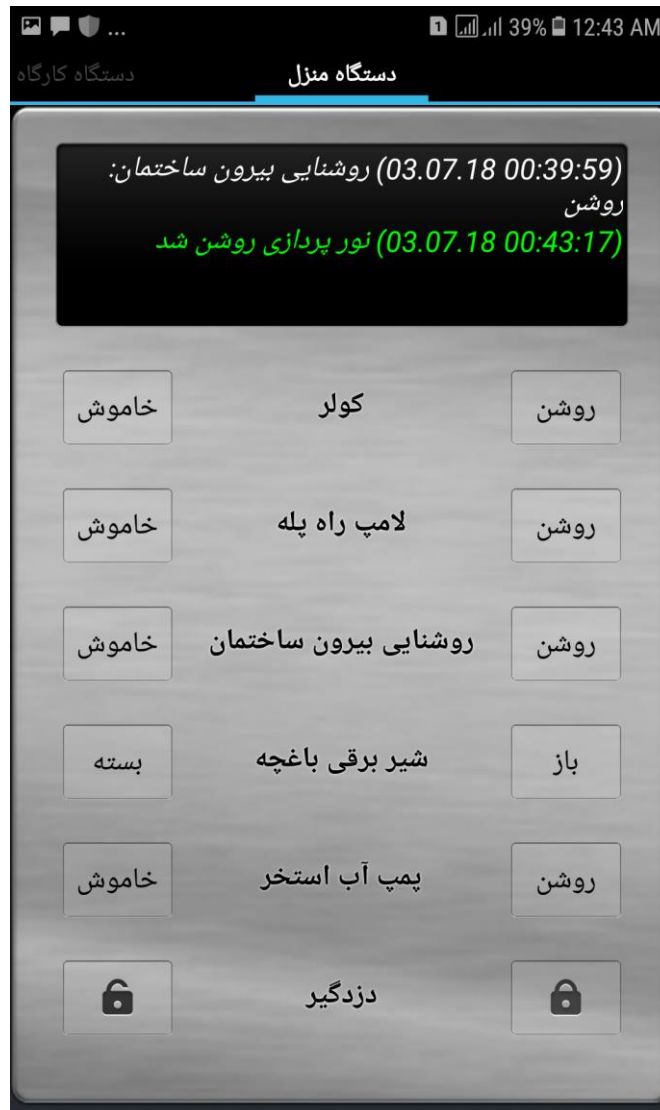 ... 1 39% 12:43 AM
دستگاه منزل دستگاه کارگاه
(03.07.18 00:39:59) روشنایی بیرون ساختمان:
روشن
(03.07.18 00:43:17) نور پردازی روشن شد
روشن کولر خاموش
روشن لامپ راه پله خاموش
روشن روشنایی بیرون ساختمان خاموش
باز شیر برقی باغچه بسته
روشن پمپ آب استخر خاموش
دزدگیر